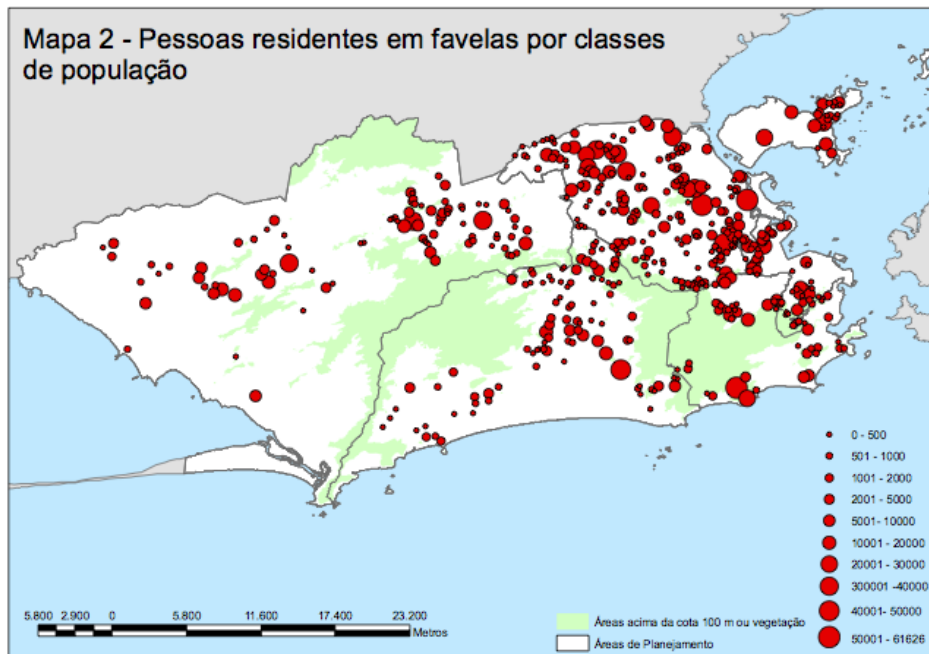 Mapa 2 - Pessoas residentes em favelas por classes
de população
0 - 500
501 - 1000
1001 - 2000
2001 - 5000
5001- 10000
10001 - 20000
20001 - 30000
300001 -40000
40001- 50000
50001 - 61626
5.800 2.900 0 5.800 11.600 17.400 23.200
Metros
Áreas acima da cota 100 m ou vegetação
Áreas de Planejamento